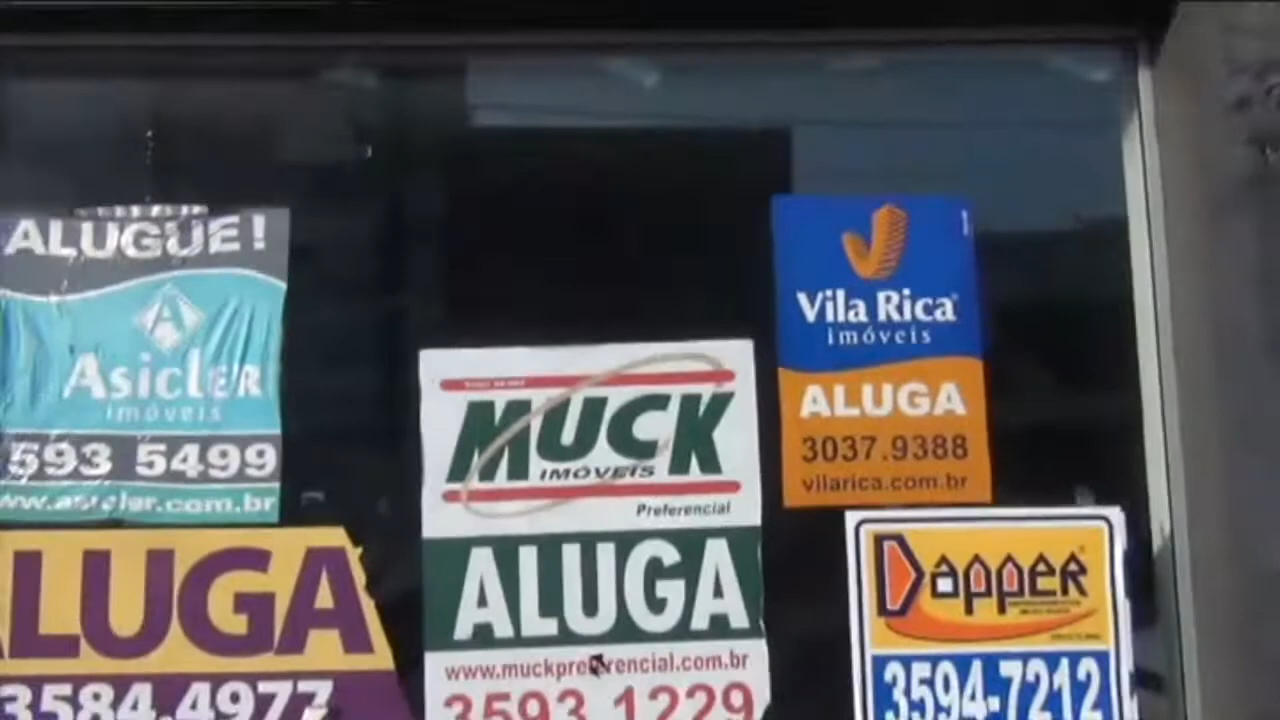 ALUGUE!
A
Asicler
imóveis
593 5499
www.asicler.com.br
ALUGA
3584.4977
MUCK
IMÓVEIS
Preferencial
ALUGA
www.muckpreferencial.com.br
3593.1229
Vila Rica
imóveis
ALUGA
3037.9388
vilarica.com.br
DAPPER
3594-7212